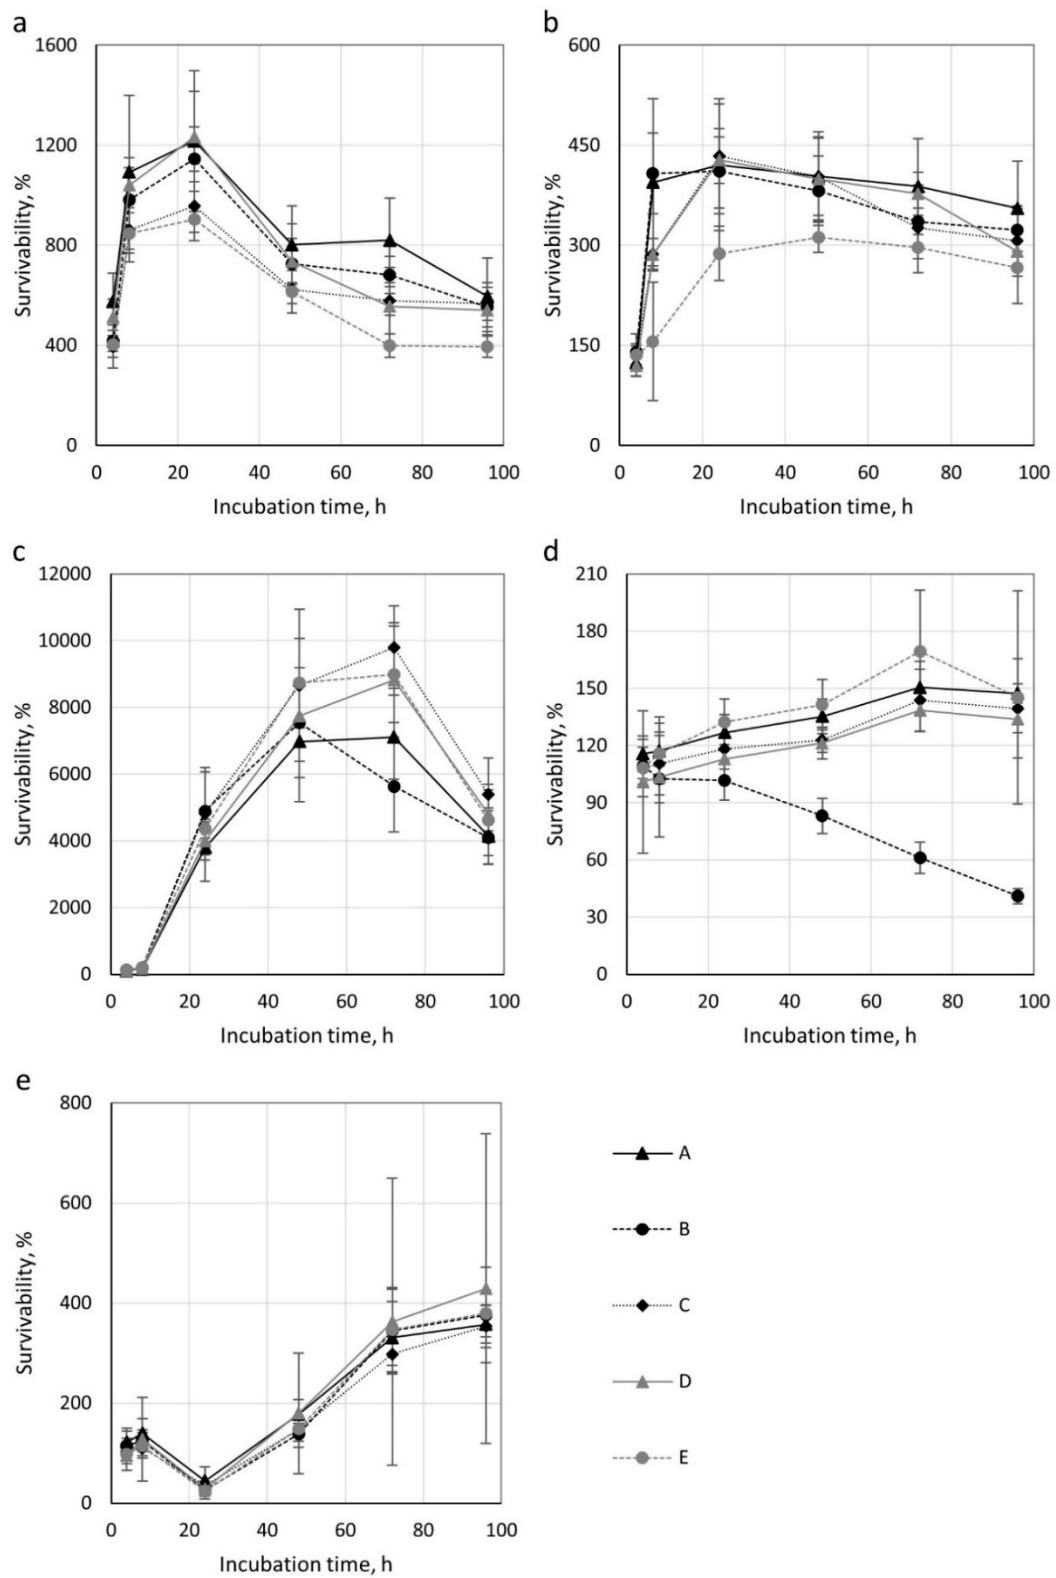 a
1600
1200
800
400
0
Survivability, %
0 20 40 60 80 100
Incubation time, h
b
600
450
300
150
0
Survivability, %
0 20 40 60 80 100
Incubation time, h
c
12000
10000
8000
6000
4000
2000
0
Survivability, %
0 20 40 60 80 100
Incubation time, h
d
210
180
150
120
90
60
30
0
Survivability, %
0 20 40 60 80 100
Incubation time, h
e
800
600
400
200
0
Survivability, %
0 20 40 60 80 100
Incubation time, h
A
B
C
D
E